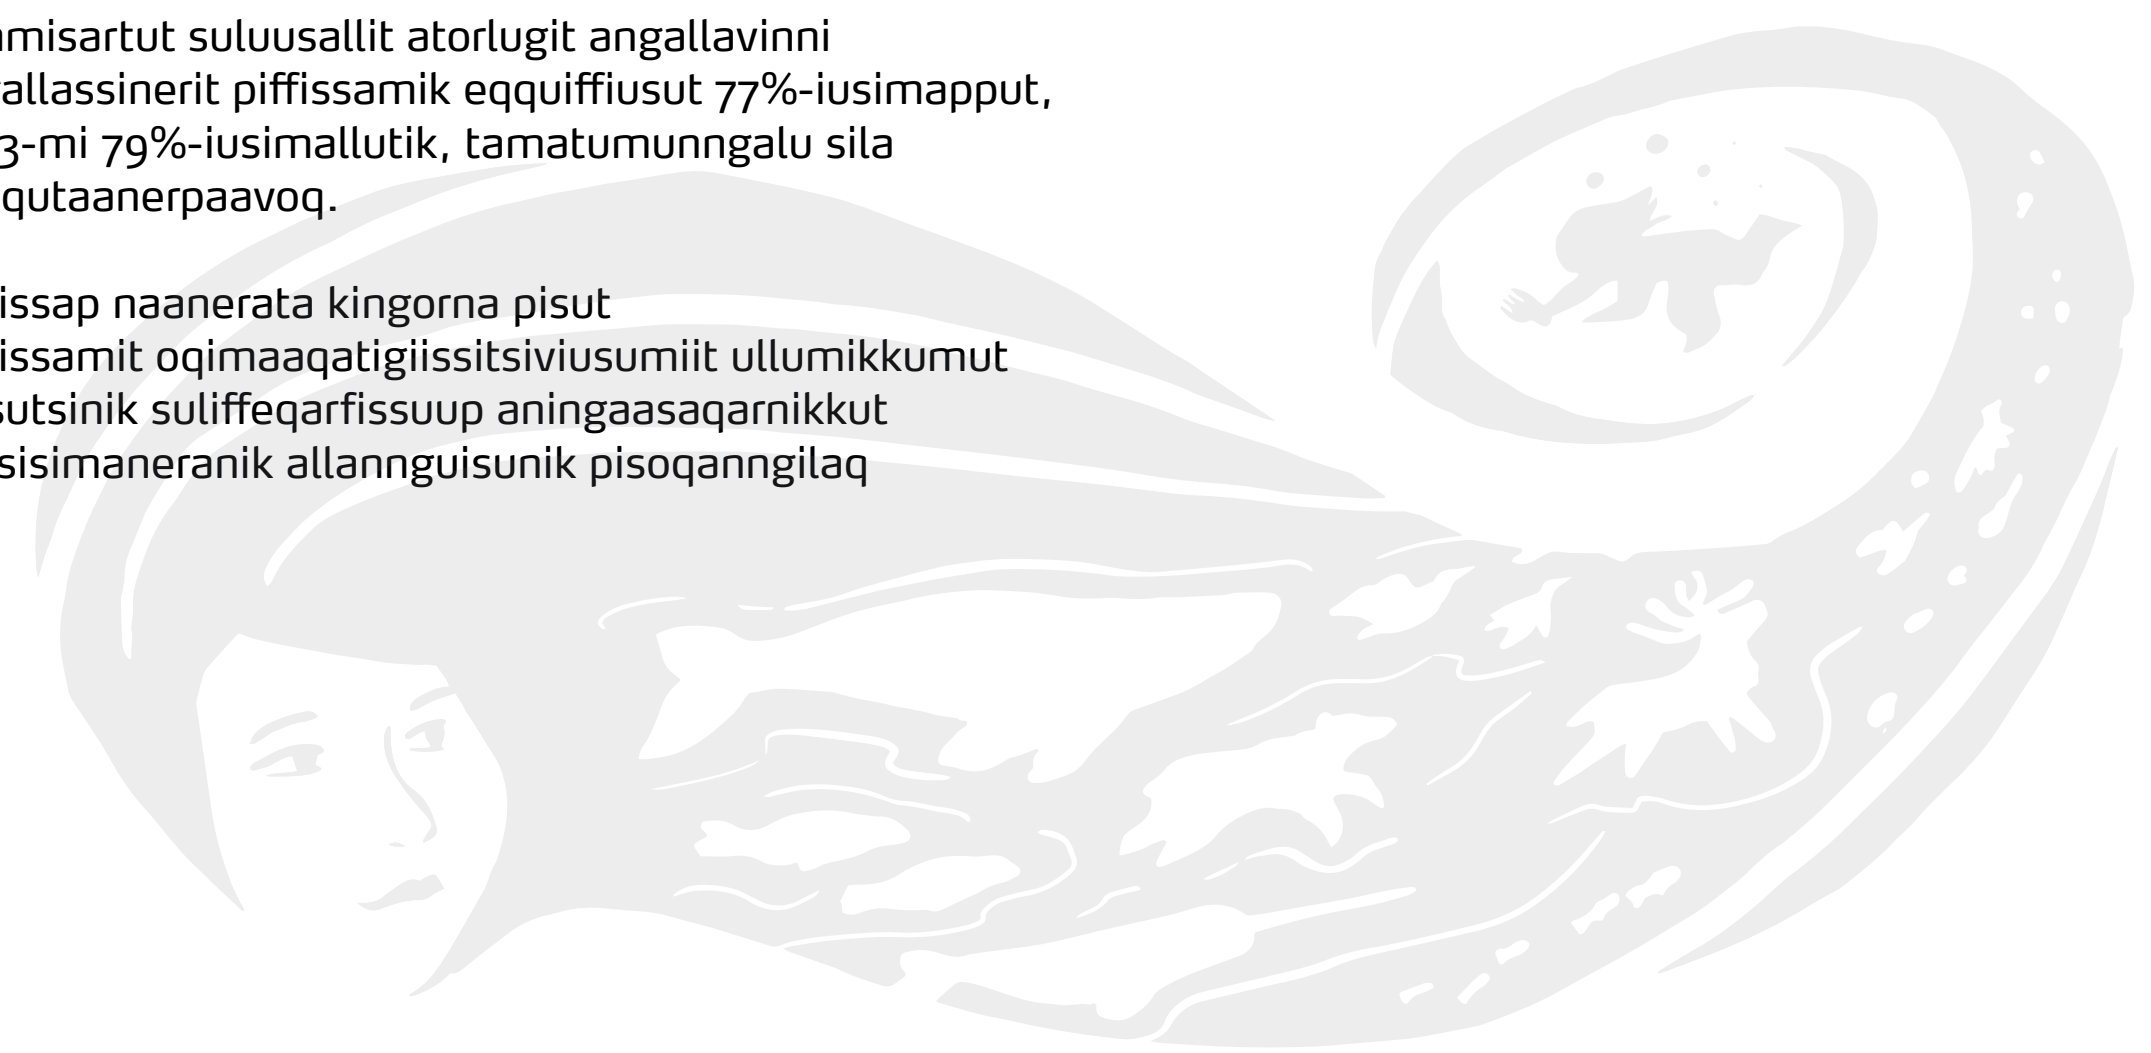 misartut suluusallit atorlugit angallavinni
allassinerit piffissamik eqquiffiusut 77%-iusimapput,
3-mi 79%-iusimallutik, tamatumunngalu sila
qutaanerpaavoq.
issap naanerata kingorna pisut
issamit oqimaaqatigiissitsiviusumiit ullumikkumut
sutsinik suliffeqarfissuup aningaasaqarnikkut
sisimaneranik allannguisunik pisoqanngilaq